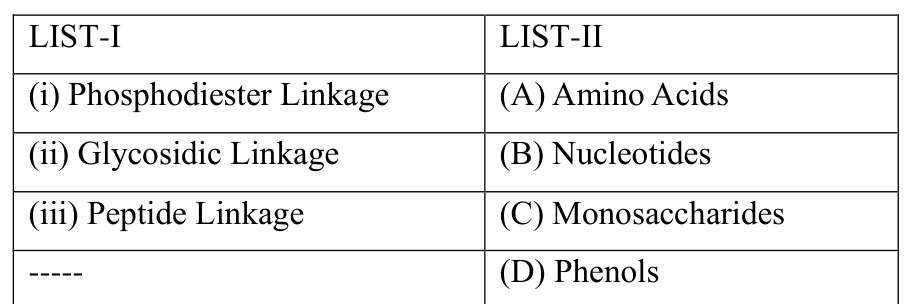 LIST-I
LIST-II
(i) Phosphodiester Linkage
(A) Amino Acids
(ii) Glycosidic Linkage
(B) Nucleotides
(iii) Peptide Linkage
(C) Monosaccharides
-----
(D) Phenols